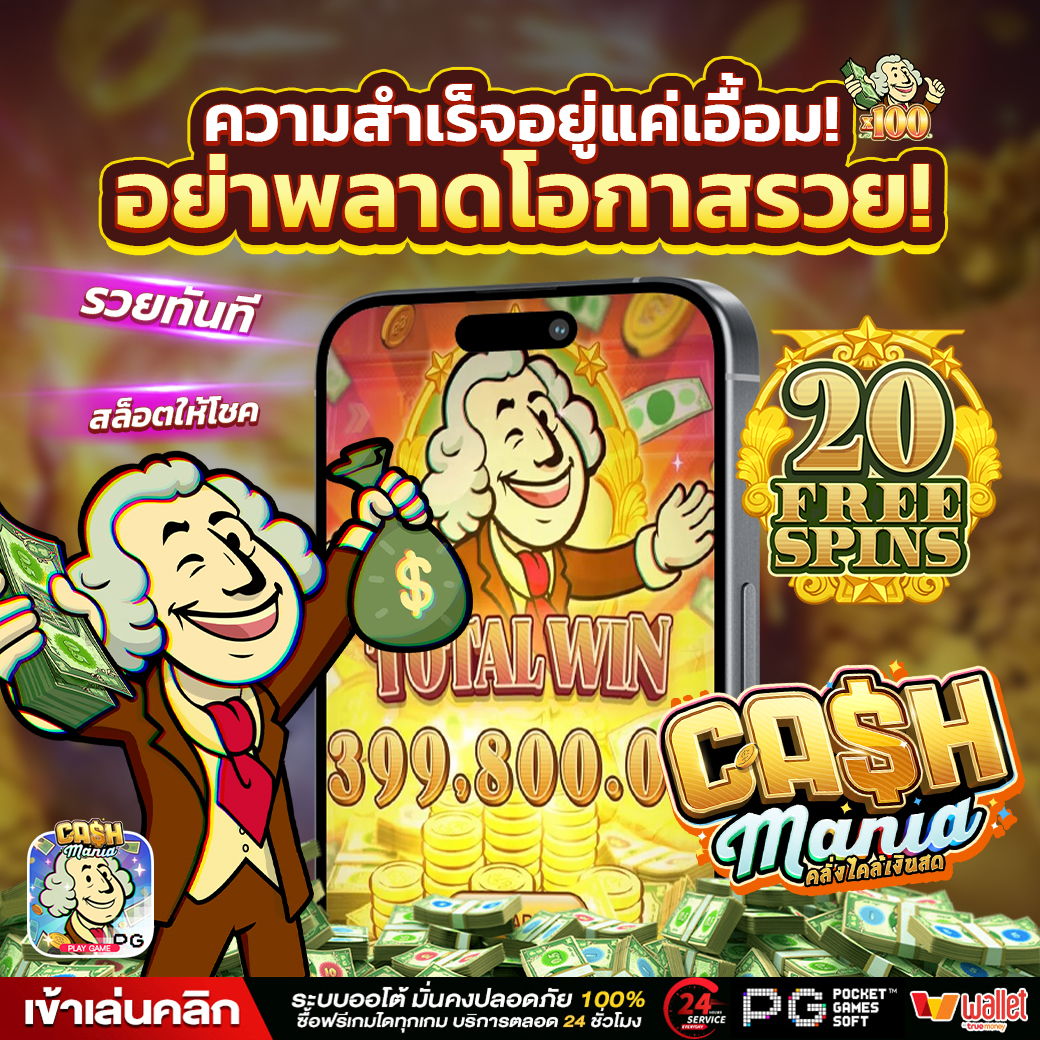 ความสำเร็จอยู่แค่เอื้อม!
x100
อย่าพลาดโอกาสรวย!
รวยทันที
สล็อตให้โชค
20
FREE
SPINS
TOTAL WIN
399,800.0
CASH
Mania
คลั่งไคล้เงินสด
CASH
Mania
PLAY GAME
PG
เข้าเล่นคลิก
ระบบออโต้ มั่นคงปลอดภัย 100%
ซื้อฟรีเกมได้ทุกเกม บริการตลอด 24 ชั่วโมง
24 HOURS
SERVICE
EVERYDAY
PG
POCKET™
GAMES
SOFT
wallet
by truemoney